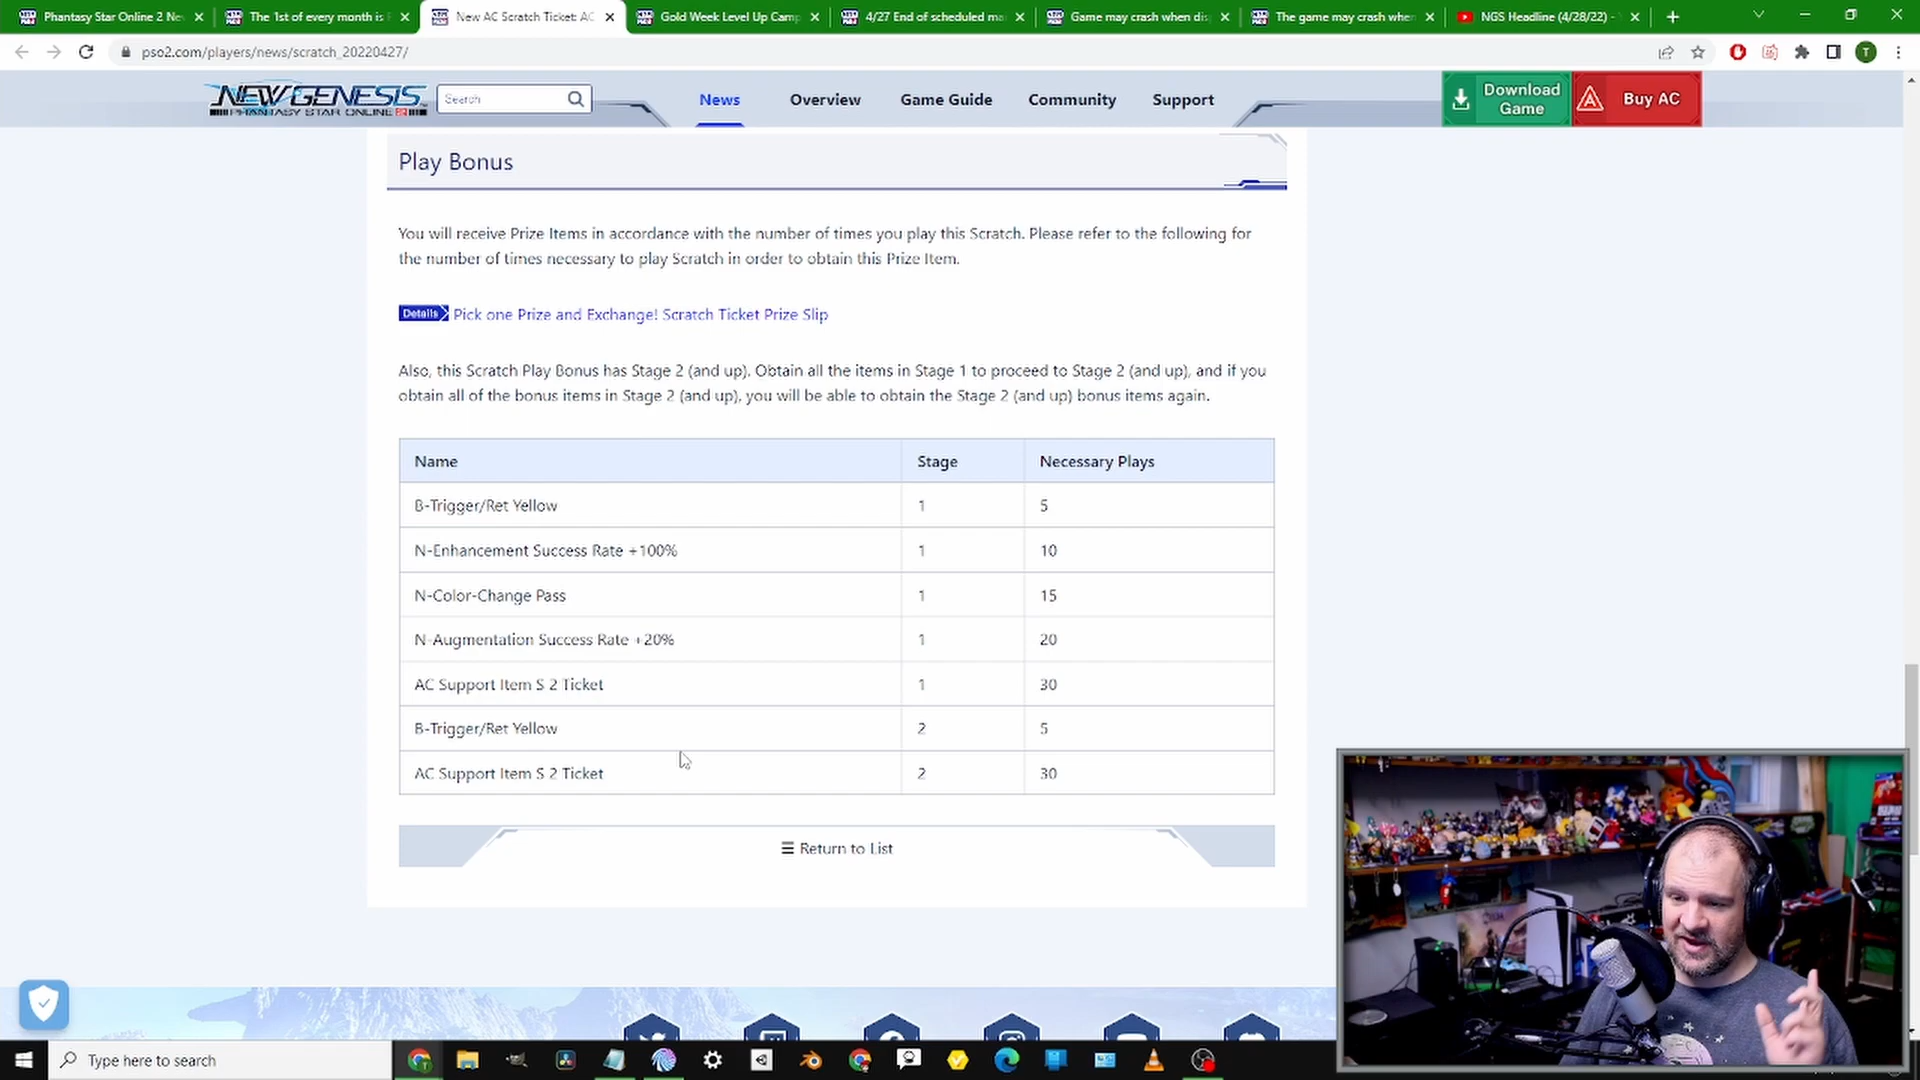 Phantasy Star Online 2 Ne
The 1st of every month is
New AC Scratch Ticket: AC
Gold Week Level Up Camp
4/27 End of scheduled ma
Game may crash when dis
The game may crash when
NGS Headline (4/28/22) -
pso2.com/players/news/scratch_20220427/
T
NEW GENESIS
PHANTASY STAR ONLINE 2
Search
News
Overview
Game Guide
Community
Support
Download
Game
Buy AC
Play Bonus
You will receive Prize Items in accordance with the number of times you play this Scratch. Please refer to the following for
the number of times necessary to play Scratch in order to obtain this Prize Item.
Details Pick one Prize and Exchange! Scratch Ticket Prize Slip
Also, this Scratch Play Bonus has Stage 2 (and up). Obtain all the items in Stage 1 to proceed to Stage 2 (and up), and if you
obtain all of the bonus items in Stage 2 (and up), you will be able to obtain the Stage 2 (and up) bonus items again.
Name Stage Necessary Plays
B-Trigger/Ret Yellow 1 5
N-Enhancement Success Rate +100% 1 10
N-Color-Change Pass 1 15
N-Augmentation Success Rate +20% 1 20
AC Support Item S 2 Ticket 1 30
B-Trigger/Ret Yellow 2 5
AC Support Item S 2 Ticket 2 30
Return to List
Type here to search